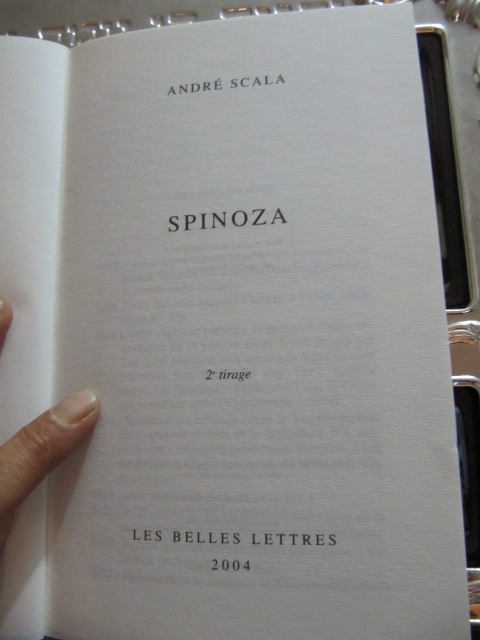 ANDRÉ SCALA
SPINOZA
2e tirage
LES BELLES LETTRES
2004